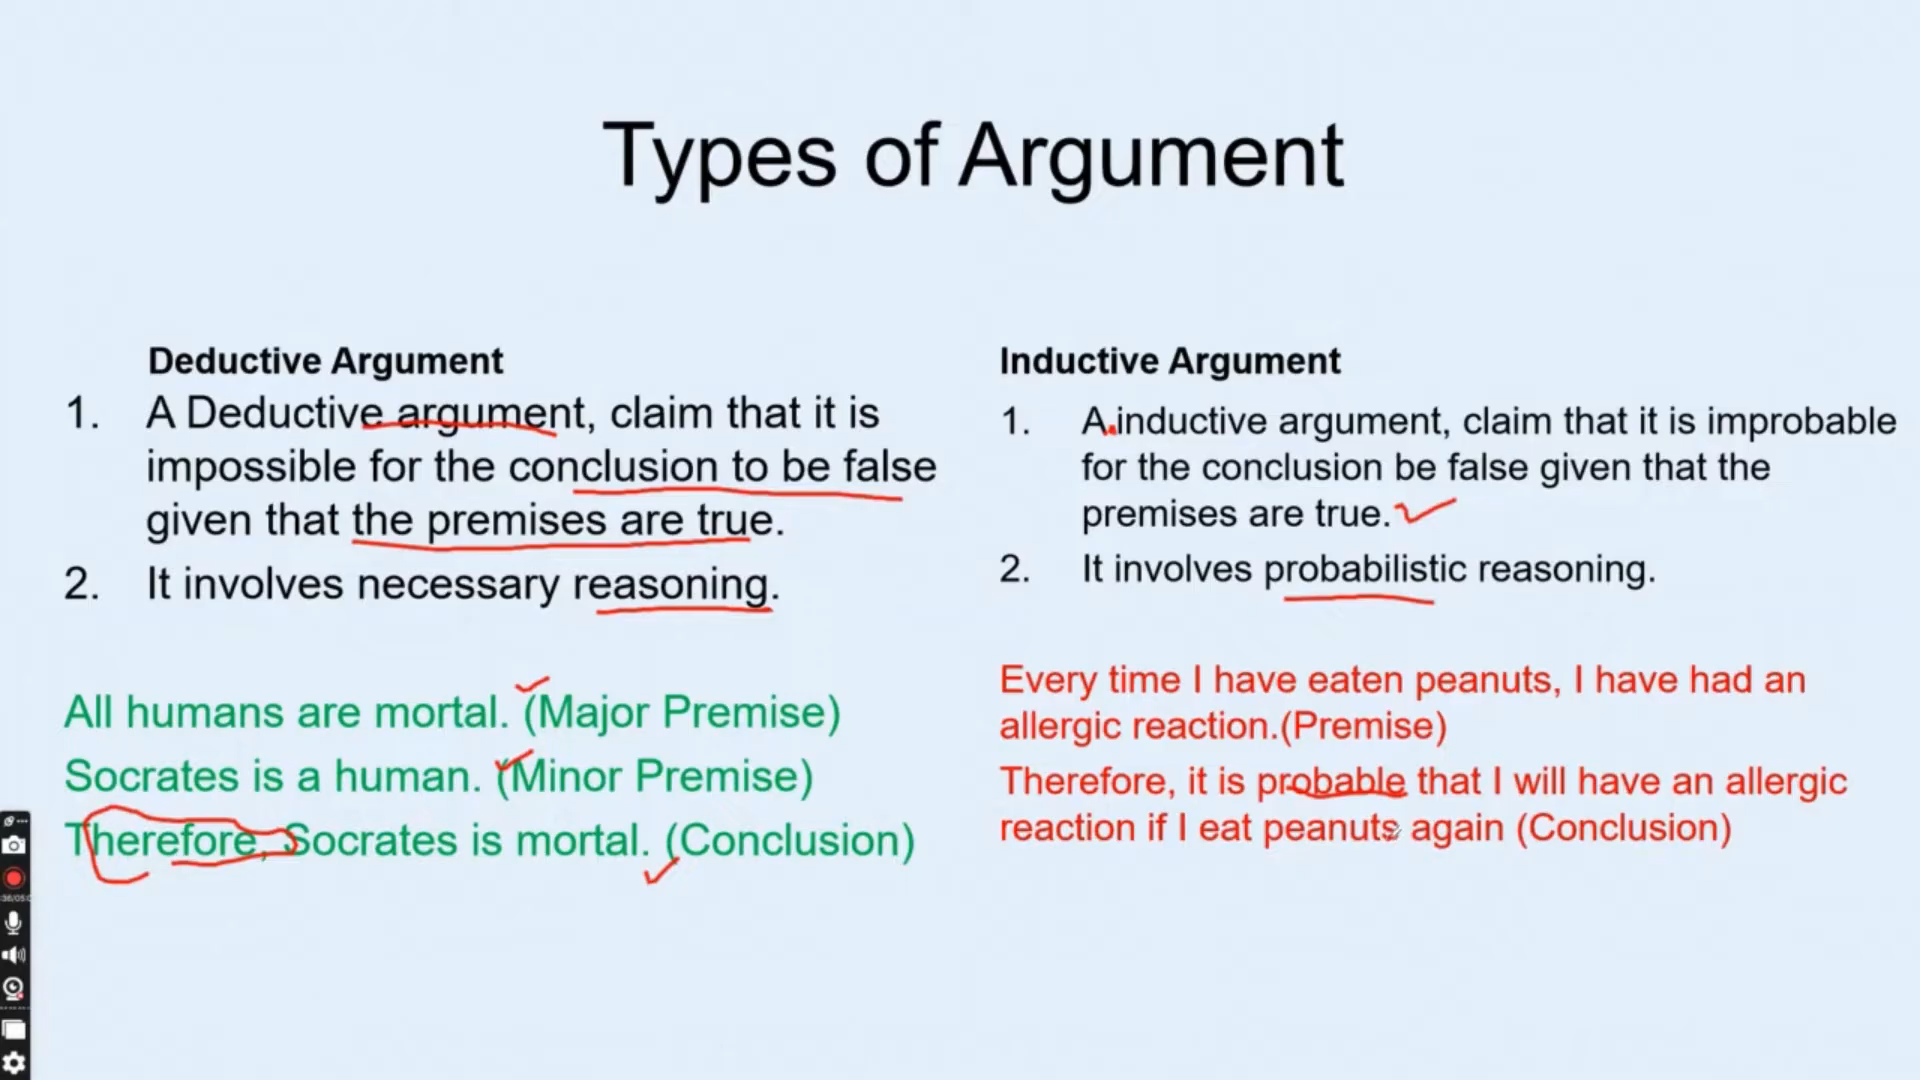 Types of Argument
Deductive Argument
1. A Deductive argument, claim that it is
impossible for the conclusion to be false
given that the premises are true.
2. It involves necessary reasoning.
All humans are mortal. (Major Premise)
Socrates is a human. (Minor Premise)
Therefore, Socrates is mortal. (Conclusion)
Inductive Argument
1. A inductive argument, claim that it is improbable
for the conclusion be false given that the
premises are true.
2. It involves probabilistic reasoning.
Every time I have eaten peanuts, I have had an
allergic reaction.(Premise)
Therefore, it is probable that I will have an allergic
reaction if I eat peanuts again (Conclusion)